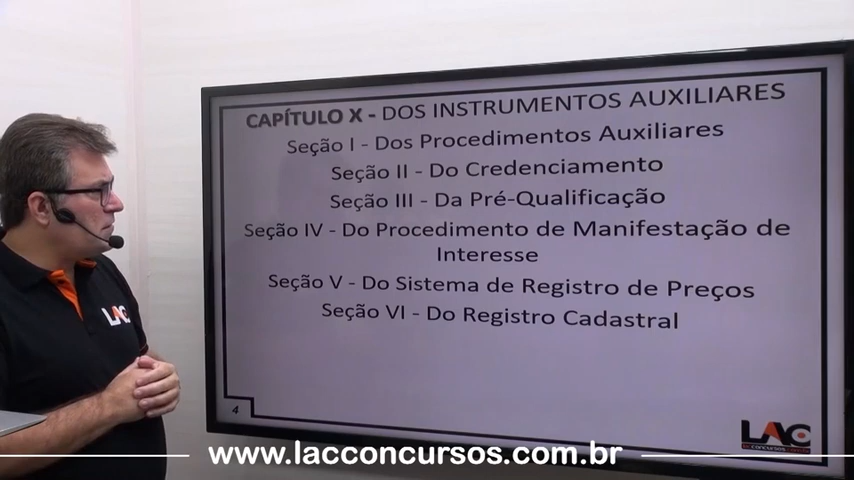 CAPÍTULO X - DOS INSTRUMENTOS AUXILIARES
Seção I - Dos Procedimentos Auxiliares
Seção II - Do Credenciamento
Seção III - Da Pré-Qualificação
Seção IV - Do Procedimento de Manifestação de
Interesse
Seção V - Do Sistema de Registro de Preços
Seção VI - Do Registro Cadastral
LAC
4
LAC
www.lacconcursos.com.br